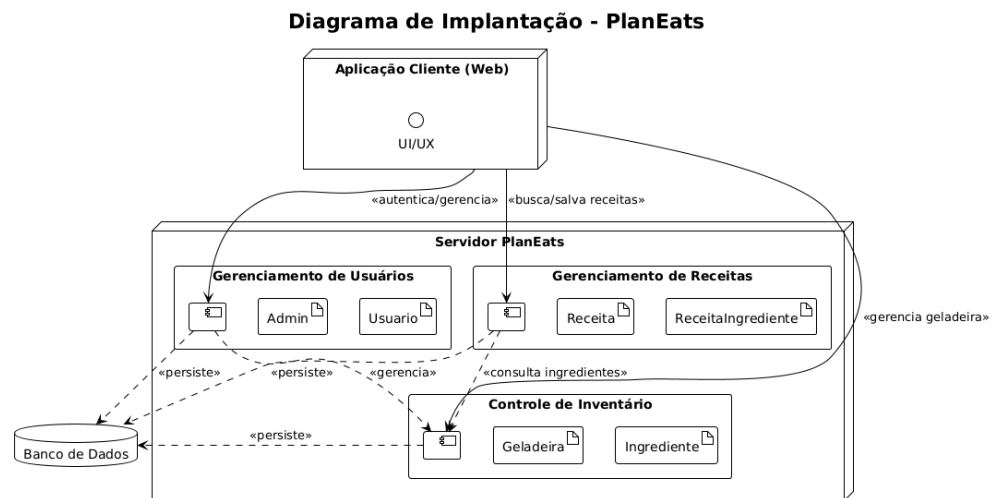 Diagrama de Implantação - PlanEats
Aplicação Cliente (Web)
UI/UX
«autentica/gerencia»
«busca/salva receitas»
Servidor PlanEats
Gerenciamento de Usuários
Gerenciamento de Receitas
Admin
Usuario
Receita
ReceitaIngrediente
«gerencia geladeira»
«persiste»
«persiste»
«gerencia»
«consulta ingredientes»
Controle de Inventário
«persiste»
Geladeira
Ingrediente
Banco de Dados